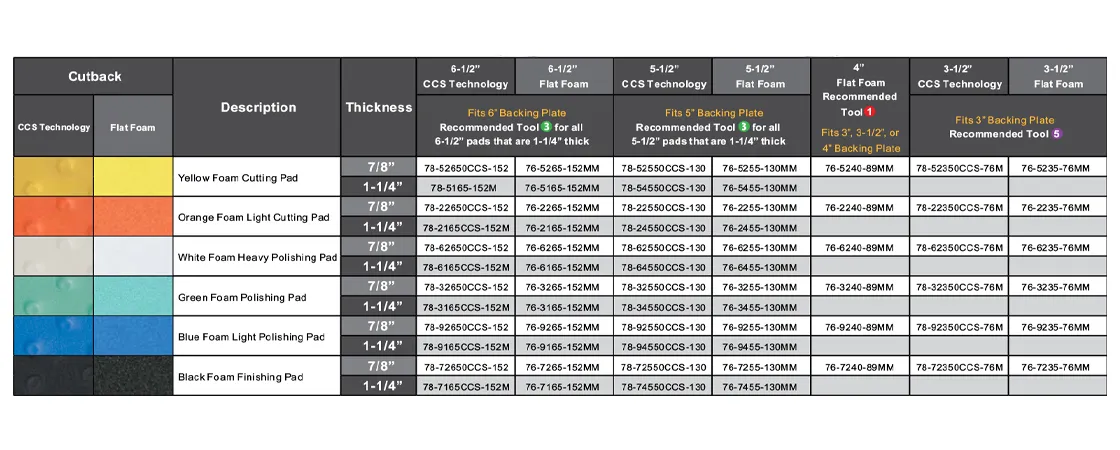 Cutback
CCS Technology
Flat Foam
Description
Thickness
6-1/2” CCS Technology
6-1/2” Flat Foam
5-1/2” CCS Technology
5-1/2” Flat Foam
4” Flat Foam
Recommended
Tool 1
Fits 3”, 3-1/2”, or
4” Backing Plate
3-1/2” CCS Technology
3-1/2” Flat Foam
Fits 6” Backing Plate
Recommended Tool 3 for all
6-1/2” pads that are 1-1/4” thick
Fits 5” Backing Plate
Recommended Tool 3 for all
5-1/2” pads that are 1-1/4” thick
Fits 3” Backing Plate
Recommended Tool 5
Yellow Foam Cutting Pad
7/8” 78-52650CCS-152 76-5265-152MM 78-52550CCS-130 76-5255-130MM 76-5240-89MM 78-52350CCS-76M 76-5235-76MM
1-1/4” 78-5165-152M 76-5165-152MM 78-54550CCS-130 76-5455-130MM
Orange Foam Light Cutting Pad
7/8” 78-22650CCS-152 76-2265-152MM 78-22550CCS-130 76-2255-130MM 76-2240-89MM 78-22350CCS-76M 76-2235-76MM
1-1/4” 78-2165CCS-152M 76-2165-152MM 78-24550CCS-130 76-2455-130MM
White Foam Heavy Polishing Pad
7/8” 78-62650CCS-152 76-6265-152MM 78-62550CCS-130 76-6255-130MM 76-6240-89MM 78-62350CCS-76M 76-6235-76MM
1-1/4” 78-6165CCS-152M 76-6165-152MM 78-64550CCS-130 76-6455-130MM
Green Foam Polishing Pad
7/8” 78-32650CCS-152 76-3265-152MM 78-32550CCS-130 76-3255-130MM 76-3240-89MM 78-32350CCS-76M 76-3235-76MM
1-1/4” 78-3165CCS-152M 76-3165-152MM 78-34550CCS-130 76-3455-130MM
Blue Foam Light Polishing Pad
7/8” 78-92650CCS-152 76-9265-152MM 78-92550CCS-130 76-9255-130MM 76-9240-89MM 78-92350CCS-76M 76-9235-76MM
1-1/4” 78-9165CCS-152M 76-9165-152MM 78-94550CCS-130 76-9455-130MM
Black Foam Finishing Pad
7/8” 78-72650CCS-152 76-7265-152MM 78-72550CCS-130 76-7255-130MM 76-7240-89MM 78-72350CCS-76M 76-7235-76MM
1-1/4” 78-7165CCS-152M 76-7165-152MM 78-74550CCS-130 76-7455-130MM